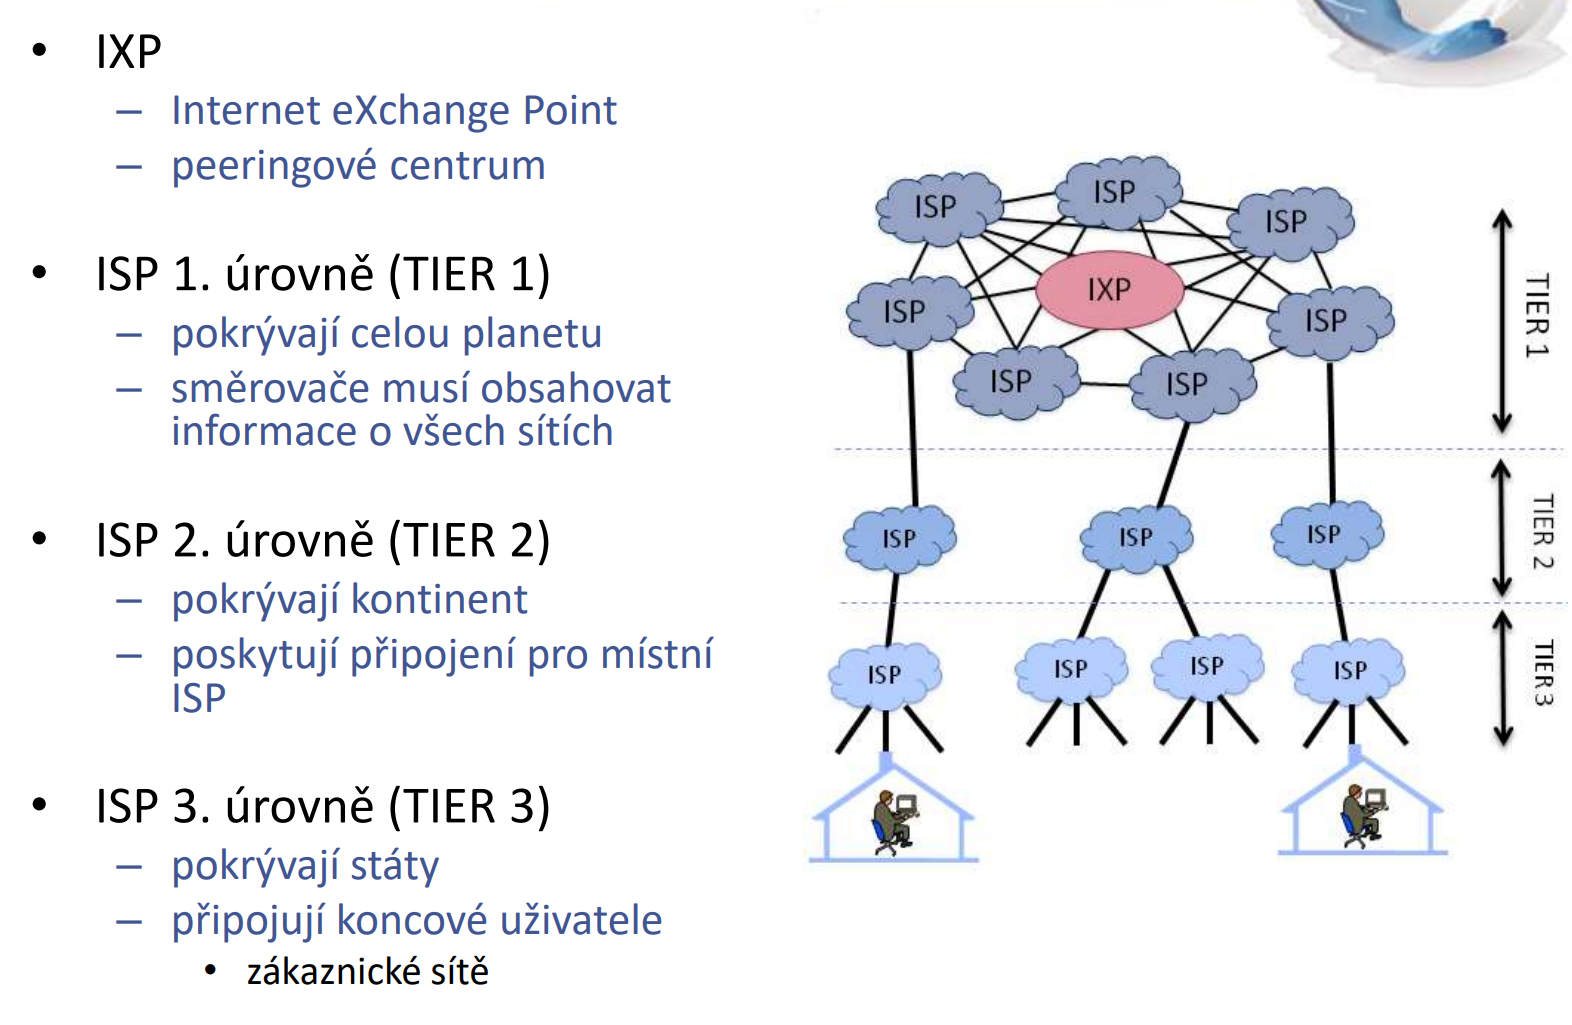 • IXP
– Internet eXchange Point
– peeringové centrum
• ISP 1. úrovně (TIER 1)
– pokrývají celou planetu
– směrovače musí obsahovat
informace o všech sítích
• ISP 2. úrovně (TIER 2)
– pokrývají kontinent
– poskytují připojení pro místní
ISP
• ISP 3. úrovně (TIER 3)
– pokrývají státy
– připojují koncové uživatele
• zákaznické sítě
ISP
ISP
ISP
ISP
IXP
ISP
ISP
ISP
TIER 1
ISP
ISP
ISP
TIER 2
ISP
ISP
ISP
ISP
TIER 3